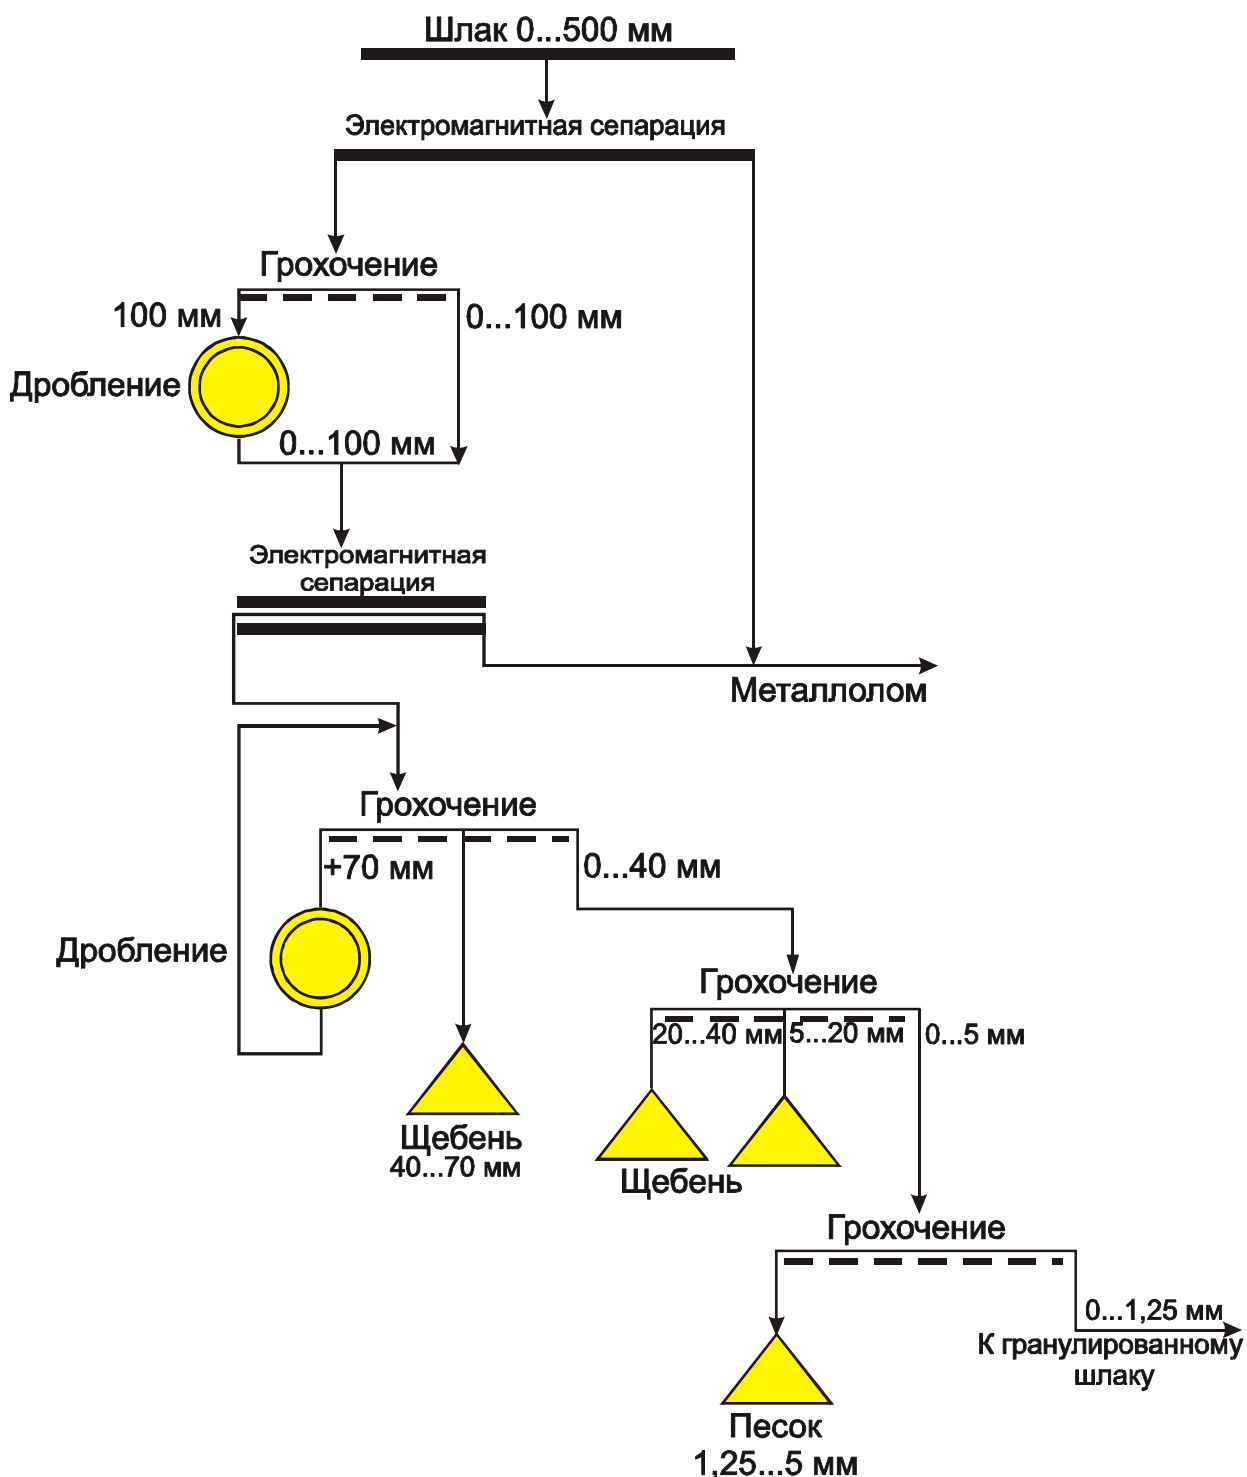 Шлак 0...500 мм
Электромагнитная сепарация
Грохочение
100 мм
0...100 мм
Дробление
0...100 мм
Электромагнитная
сепарация
Металлолом
Грохочение
+70 мм
0...40 мм
Дробление
Грохочение
20...40 мм
5...20 мм
0...5 мм
Щебень
40...70 мм
Щебень
Грохочение
0...1,25 мм
К гранулированному
шлаку
Песок
1,25...5 мм